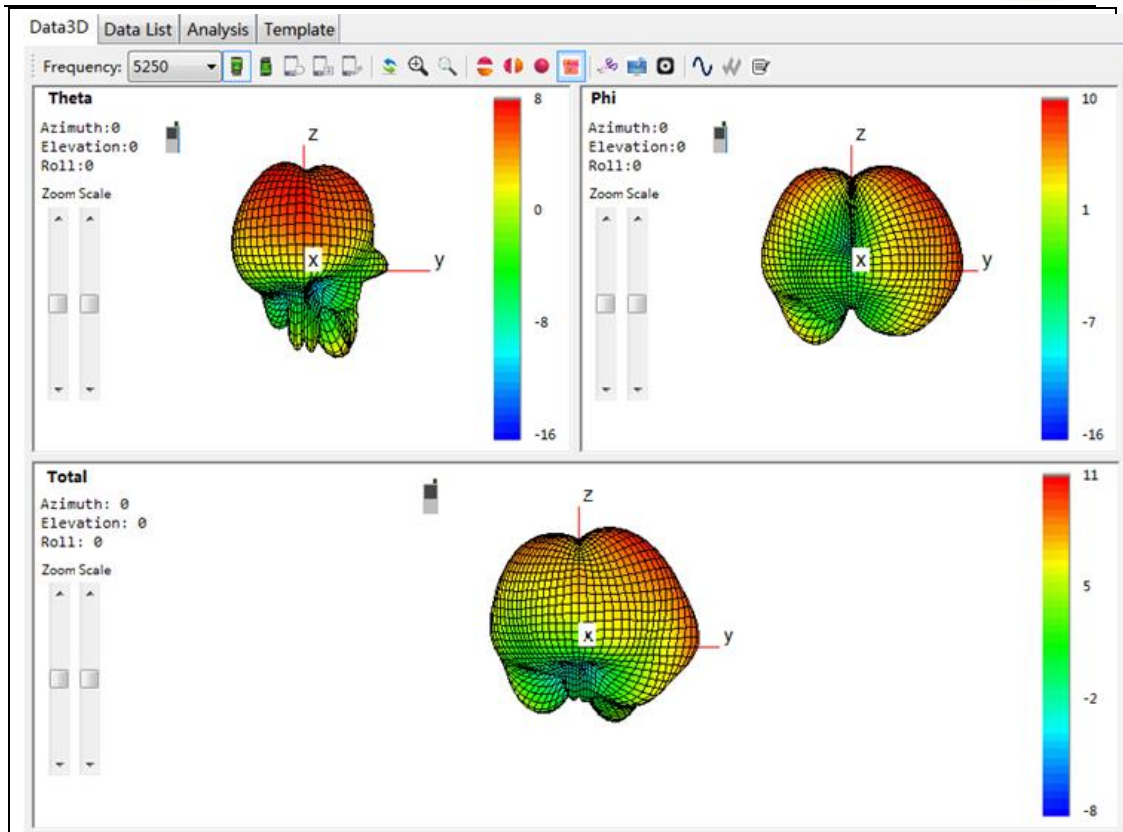 Data3D Data List Analysis Template
Frequency: 5250
Theta
Azimuth:0
Elevation:0
Roll:0
Zoom Scale
z
x
y
8
0
-8
-16
Phi
Azimuth:0
Elevation:0
Roll:0
Zoom Scale
z
x
y
10
1
-7
-16
Total
Azimuth: 0
Elevation: 0
Roll: 0
Zoom Scale
z
x
y
11
5
-2
-8